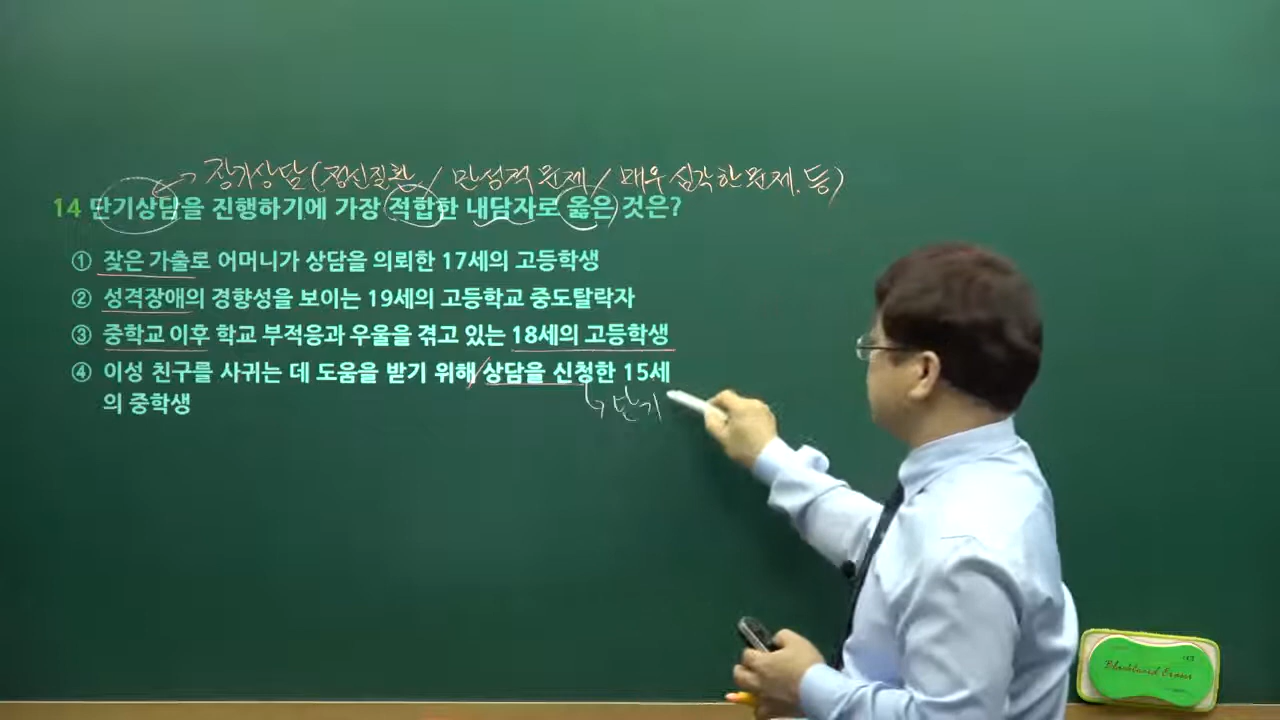 장기상담(정신질환 / 만성적 문제 / 매우 심각한 문제. 등)
14 단기상담을 진행하기에 가장 적합한 내담자로 옳은 것은?
① 잦은 가출로 어머니가 상담을 의뢰한 17세의 고등학생
② 성격장애의 경향성을 보이는 19세의 고등학교 중도탈락자
③ 중학교 이후 학교 부적응과 우울을 겪고 있는 18세의 고등학생
④ 이성 친구를 사귀는 데 도움을 받기 위해 상담을 신청한 15세
의 중학생
단기
Blackboard Eraser